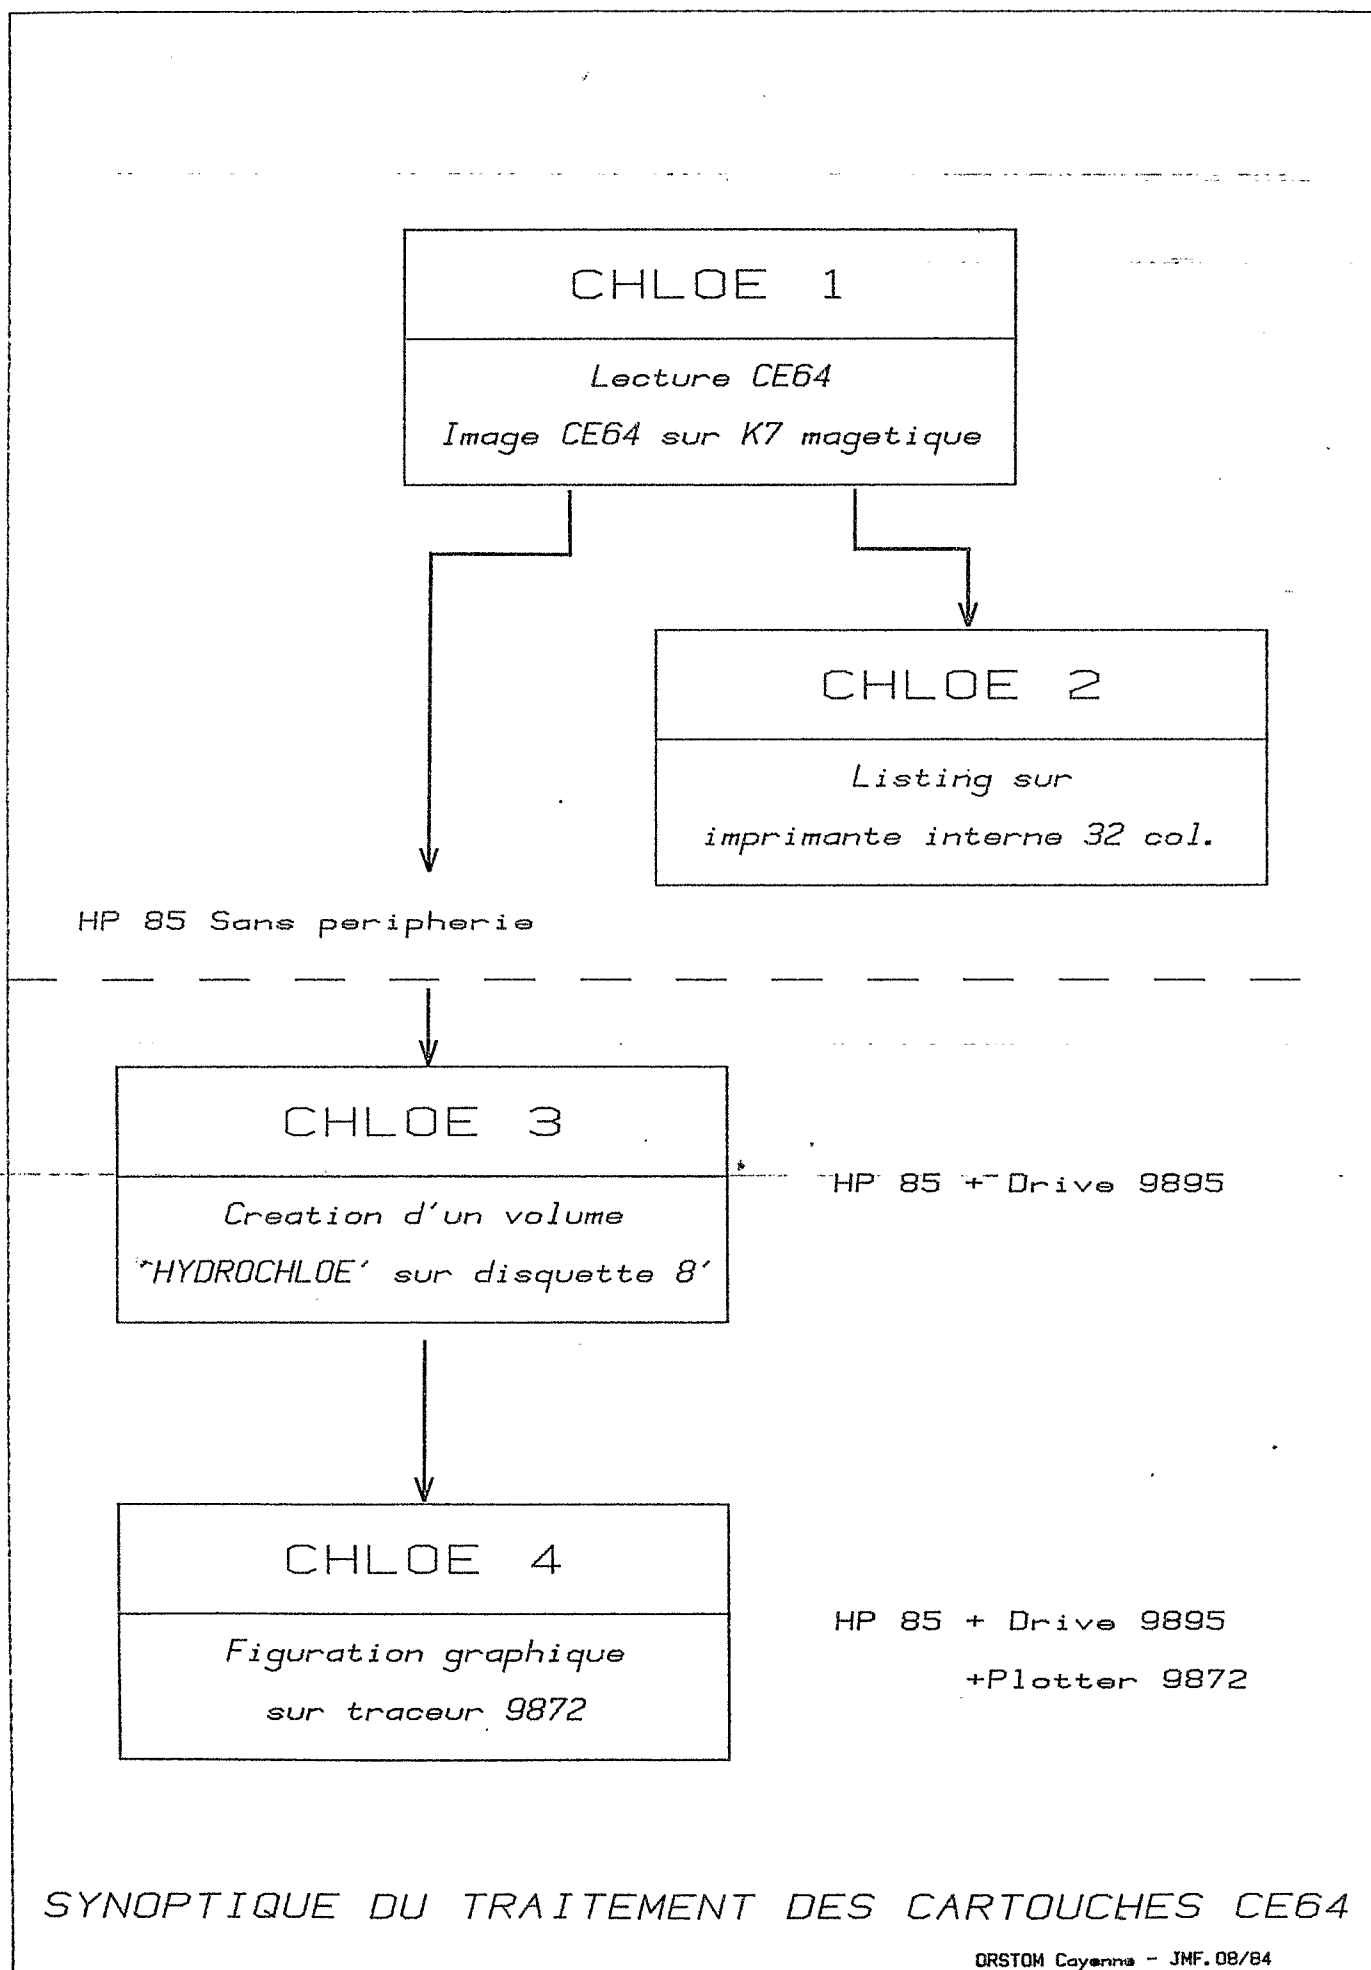 CHLOE 1
Lecture CE64
Image CE64 sur K7 magetique
CHLOE 2
Listing sur
imprimante interne 32 col.
HP 85 Sans peripherie
CHLOE 3
Creation d'un volume
"HYDROCHLOE' sur disquette 8'
HP 85 + Drive 9895
CHLOE 4
Figuration graphique
sur traceur 9872
HP 85 + Drive 9895
+Plotter 9872
SYNOPTIQUE DU TRAITEMENT DES CARTOUCHES CE64
ORSTOM Cayenne - JMF.08/84